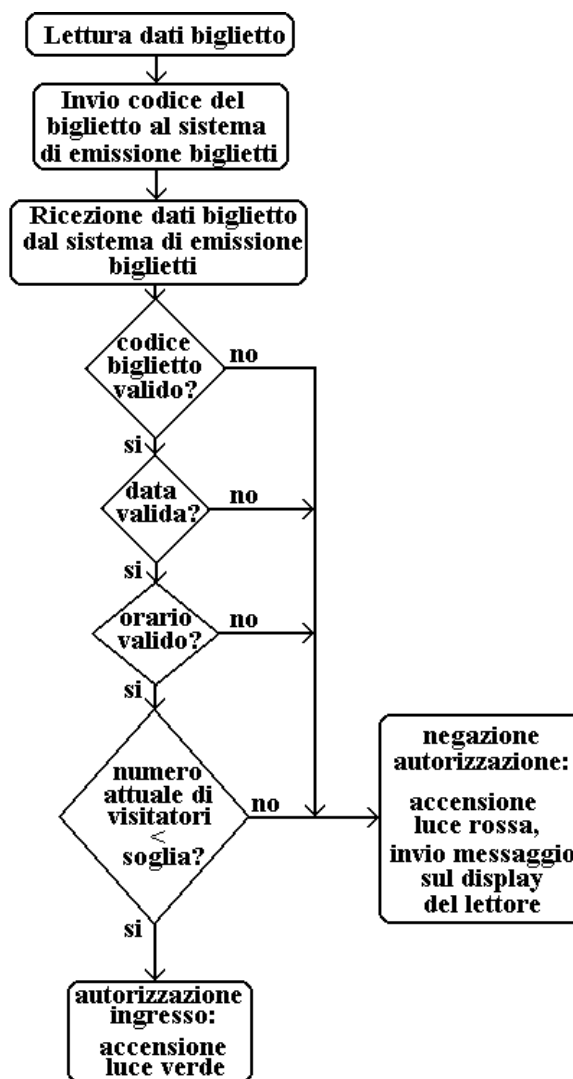 Lettura dati biglietto
Invio codice del
biglietto al sistema
di emissione biglietti
Ricezione dati biglietto
dal sistema di emissione
biglietti
codice
biglietto
valido?
no
si
data
valida?
no
si
orario
valido?
no
si
numero
attuale di
visitatori
<
soglia?
no
si
negazione
autorizzazione:
accensione
luce rossa,
invio messaggio
sul display
del lettore
autorizzazione
ingresso:
accensione
luce verde